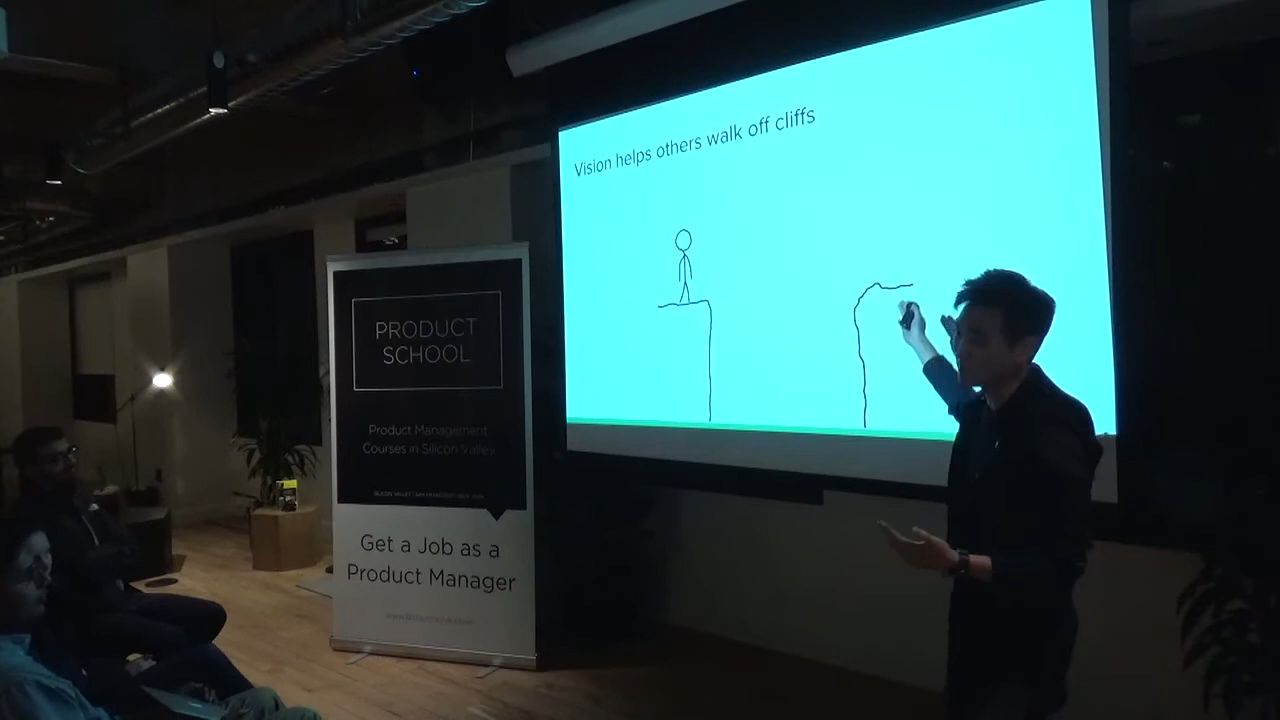 Vision helps others walk off cliffs
PRODUCT
SCHOOL
Product Management
Courses in Silicon Valley
Get a Job as a
Product Manager